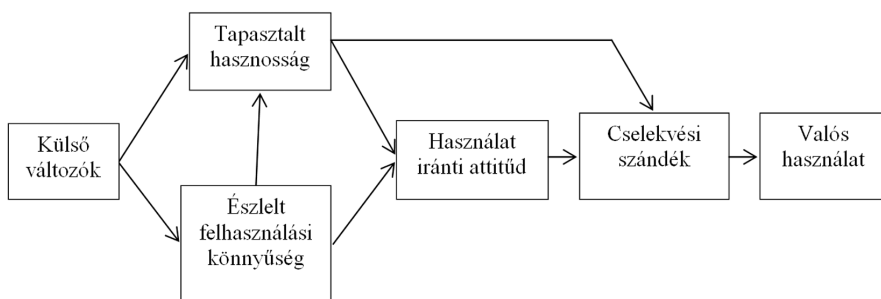 Tapasztalt
hasznosság
Külső
változók
Észlelt
felhasználási
könnyűség
Használat
iránti attitűd
Cselekvési
szándék
Valós
használat